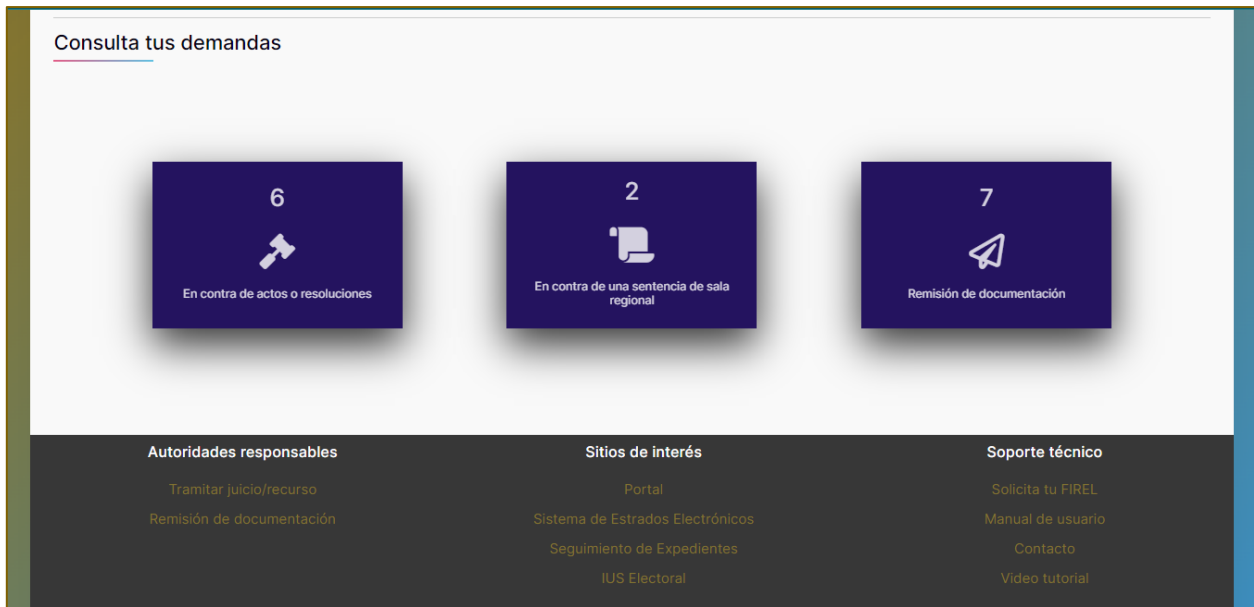 Consulta tus demandas
6
En contra de actos o resoluciones
2
En contra de una sentencia de sala
regional
7
Remisión de documentación
Autoridades responsables
Tramitar juicio/recurso
Remisión de documentación
Sitios de interés
Portal
Sistema de Estrados Electrónicos
Seguimiento de Expedientes
IUS Electoral
Soporte técnico
Solicita tu FIREL
Manual de usuario
Contacto
Video tutorial